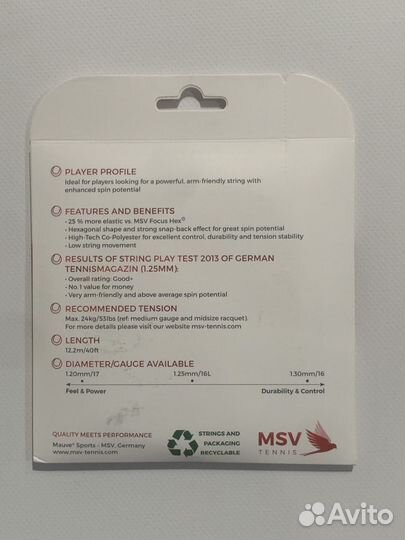 PLAYER PROFILE
Ideal for players looking for a powerful, arm-friendly string with
enhanced spin potential
FEATURES AND BENEFITS
• 25 % more elastic vs. MSV Focus Hex®
• Hexagonal shape and strong snap-back effect for great spin potential
• High-Tech Co-Polyester for excellent control, durability and tension stability
• Low string movement
RESULTS OF STRING PLAY TEST 2013 OF GERMAN
TENNISMAGAZIN (1.25MM):
• Overall rating: Good+
• No. 1 value for money
• Very arm-friendly and above average spin potential
RECOMMENDED TENSION
Max. 24kg/53lbs (ref: medium gauge and midsize racquet).
For more details please visit our website msv-tennis.com
LENGTH
12.2m/40ft
DIAMETER/GAUGE AVAILABLE
1.20mm/17 1.25mm/16L 1.30mm/16
Feel & Power Durability & Control
QUALITY MEETS PERFORMANCE
Mauve® Sports - MSV, Germany
www.msv-tennis.com
STRINGS AND
PACKAGING
RECYCLABLE
MSV
TENNIS
Avito